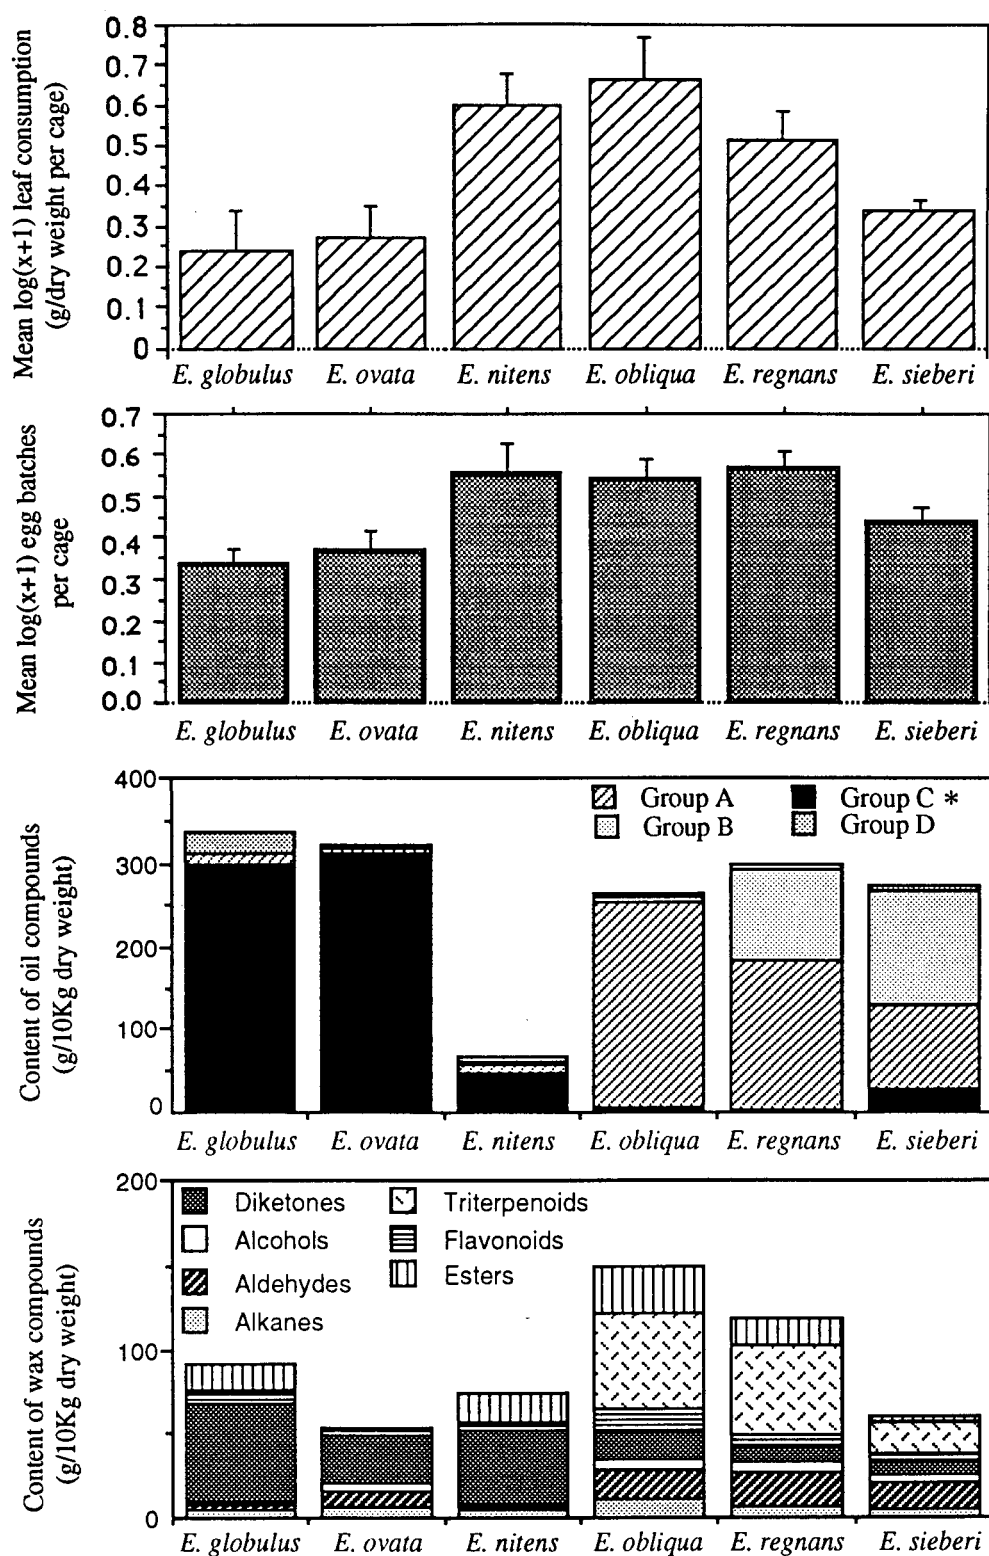 Mean log(x+1) leaf consumption
(g/dry weight per cage)
0.8
0.7
0.6
0.5
0.4
0.3
0.2
0.1
0
E. globulus E. ovata E. nitens E. obliqua E. regnans E. sieberi
Mean log(x+1) egg batches
per cage
0.7
0.6
0.5
0.4
0.3
0.2
0.1
0.0
E. globulus E. ovata E. nitens E. obliqua E. regnans E. sieberi
Content of oil compounds
(g/10Kg dry weight)
400
300
200
100
0
Group A Group C *
Group B Group D
E. globulus E. ovata E. nitens E. obliqua E. regnans E. sieberi
Content of wax compounds
(g/10Kg dry weight)
200
100
0
Diketones Triterpenoids
Alcohols Flavonoids
Aldehydes Esters
Alkanes
E. globulus E. ovata E. nitens E. obliqua E. regnans E. sieberi